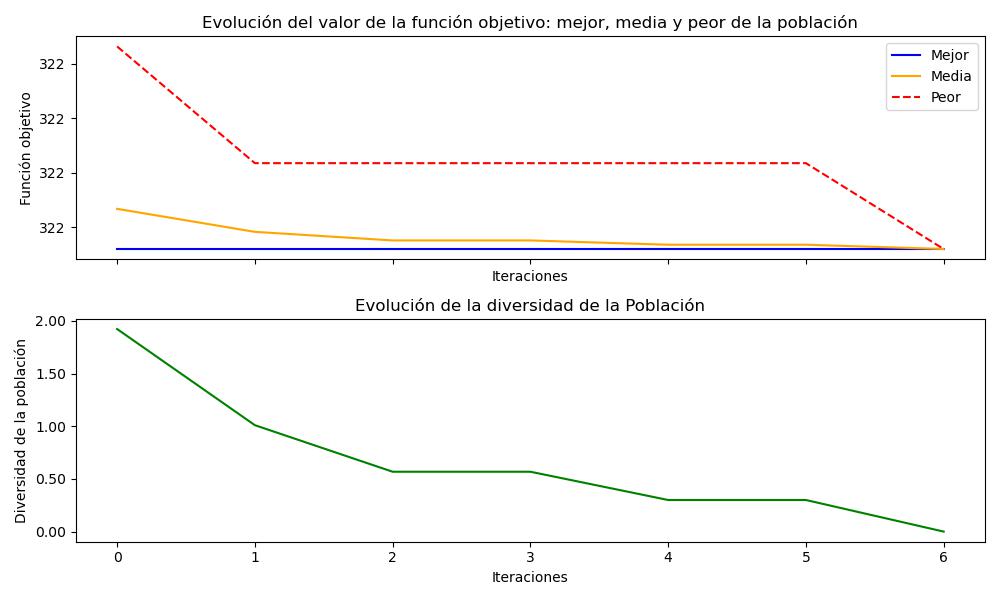 Evolución del valor de la función objetivo: mejor, media y peor de la población
322
322
322
322
Función objetivo
Mejor
Media
Peor
Iteraciones
Evolución de la diversidad de la Población
2.00
1.50
1.00
0.50
0.00
Diversidad de la población
0 1 2 3 4 5 6
Iteraciones